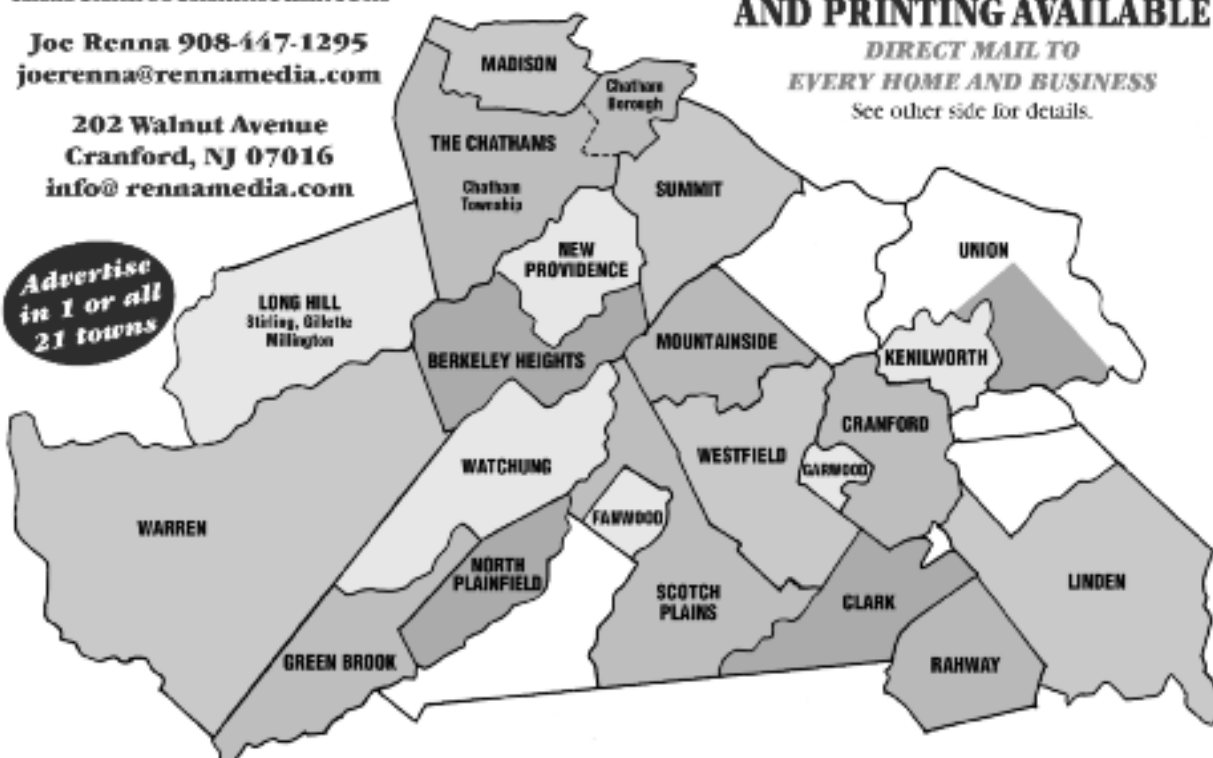 Joe Renna 908-447-1295
joerenna@rennamedia.com
202 Walnut Avenue
Cranford, NJ 07016
info@ rennamedia.com
AND PRINTING AVAILABLE
DIRECT MAIL TO
EVERY HOME AND BUSINESS
See other side for details.
Advertise
in 1 or all
21 towns
MADISON
Chatham
Borough
THE CHATHAMS
Chatham
Township
SUMMIT
NEW
PROVIDENCE
UNION
LONG HILL
Stirling, Gillette
Millington
BERKELEY HEIGHTS
MOUNTAINSIDE
KENILWORTH
CRANFORD
WATCHUNG
WESTFIELD
GARWOOD
WARREN
FANWOOD
NORTH
PLAINFIELD
SCOTCH
PLAINS
CLARK
LINDEN
GREEN BROOK
RAHWAY